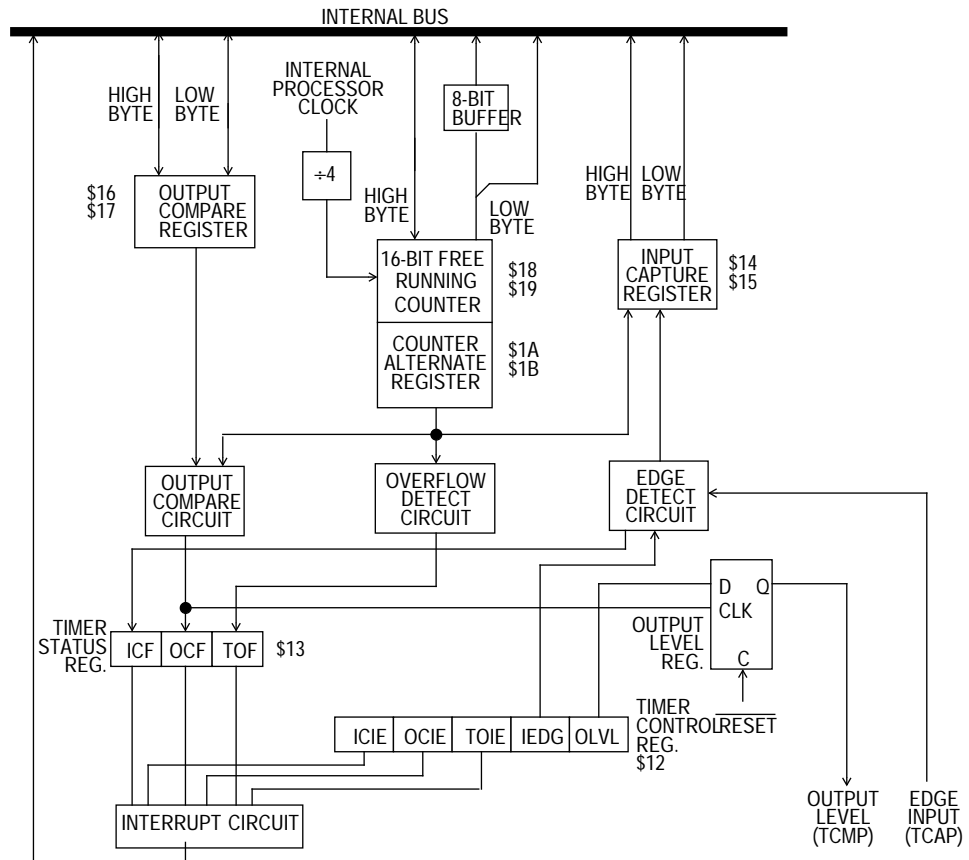 INTERNAL BUS
HIGH
BYTE
LOW
BYTE
INTERNAL
PROCESSOR
CLOCK
8-BIT
BUFFER
÷4
HIGH
BYTE
LOW
BYTE
HIGH
BYTE
LOW
BYTE
$16
$17
OUTPUT
COMPARE
REGISTER
16-BIT FREE
RUNNING
COUNTER
$18
$19
COUNTER
ALTERNATE
REGISTER
$1A
$1B
INPUT
CAPTURE
REGISTER
$14
$15
OUTPUT
COMPARE
CIRCUIT
OVERFLOW
DETECT
CIRCUIT
EDGE
DETECT
CIRCUIT
D Q
CLK
C
OUTPUT
LEVEL
REG.
TIMER
STATUS
REG.
ICF OCF TOF
$13
RESET
ICIE OCIE TOIE IEDG OLVL
TIMER
CONTROL
REG.
$12
INTERRUPT CIRCUIT
OUTPUT
LEVEL
(TCMP)
EDGE
INPUT
(TCAP)